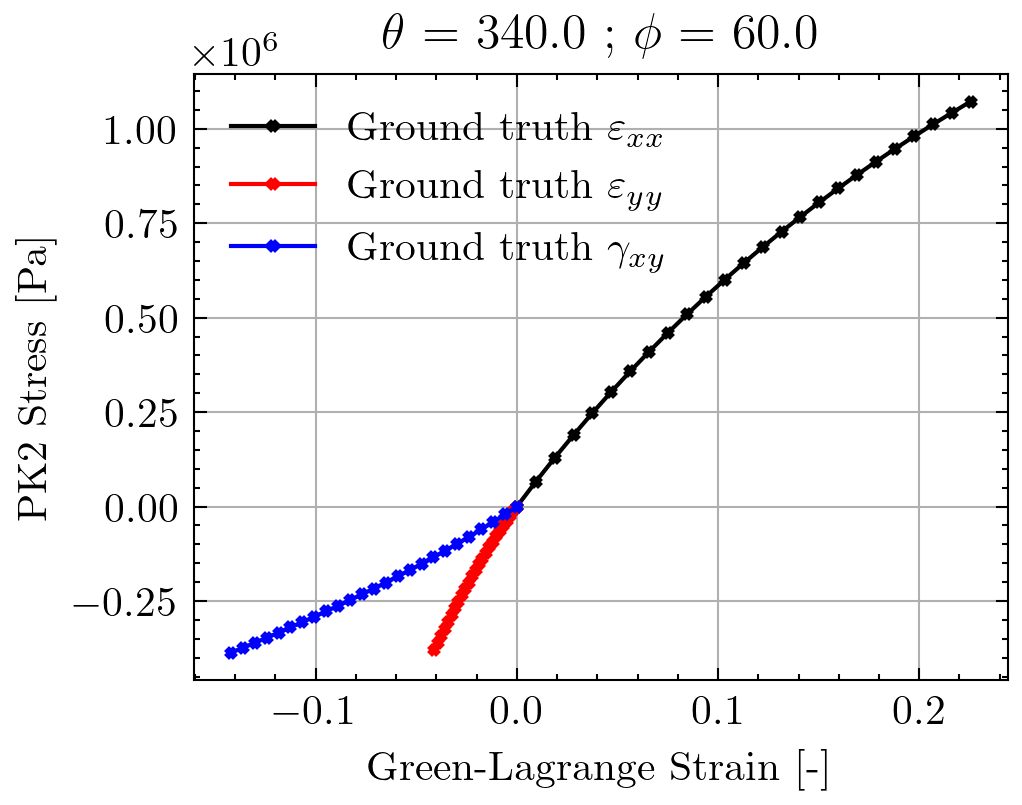 θ = 340.0 ; ϕ = 60.0
×10⁶
Ground truth ε_xx
Ground truth ε_yy
Ground truth γ_xy
1.00
0.75
0.50
0.25
0.00
−0.25
PK2 Stress [Pa]
−0.1
0.0
0.1
0.2
Green-Lagrange Strain [-]